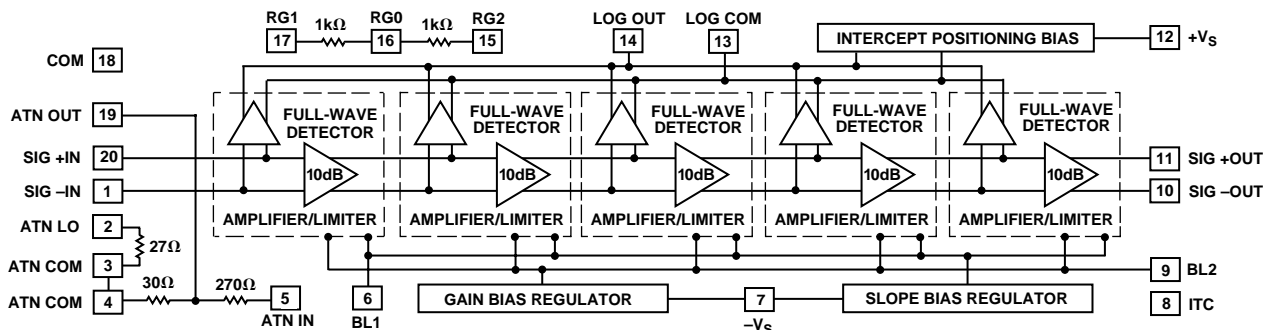 RG1 RG0 RG2 LOG OUT LOG COM
1kΩ 1kΩ
17 16 15 14 13
INTERCEPT POSITIONING BIAS 12 +VS
COM 18
ATN OUT 19
FULL-WAVE DETECTOR
FULL-WAVE DETECTOR
FULL-WAVE DETECTOR
FULL-WAVE DETECTOR
FULL-WAVE DETECTOR
SIG +IN 20
11 SIG +OUT
10dB 10dB 10dB 10dB 10dB
SIG –IN 1
10 SIG –OUT
AMPLIFIER/LIMITER AMPLIFIER/LIMITER AMPLIFIER/LIMITER AMPLIFIER/LIMITER AMPLIFIER/LIMITER
ATN LO 2
27Ω
ATN COM 3
9 BL2
30Ω 270Ω
ATN COM 4
5
ATN IN
6
BL1
GAIN BIAS REGULATOR
7
–VS
SLOPE BIAS REGULATOR
8 ITC